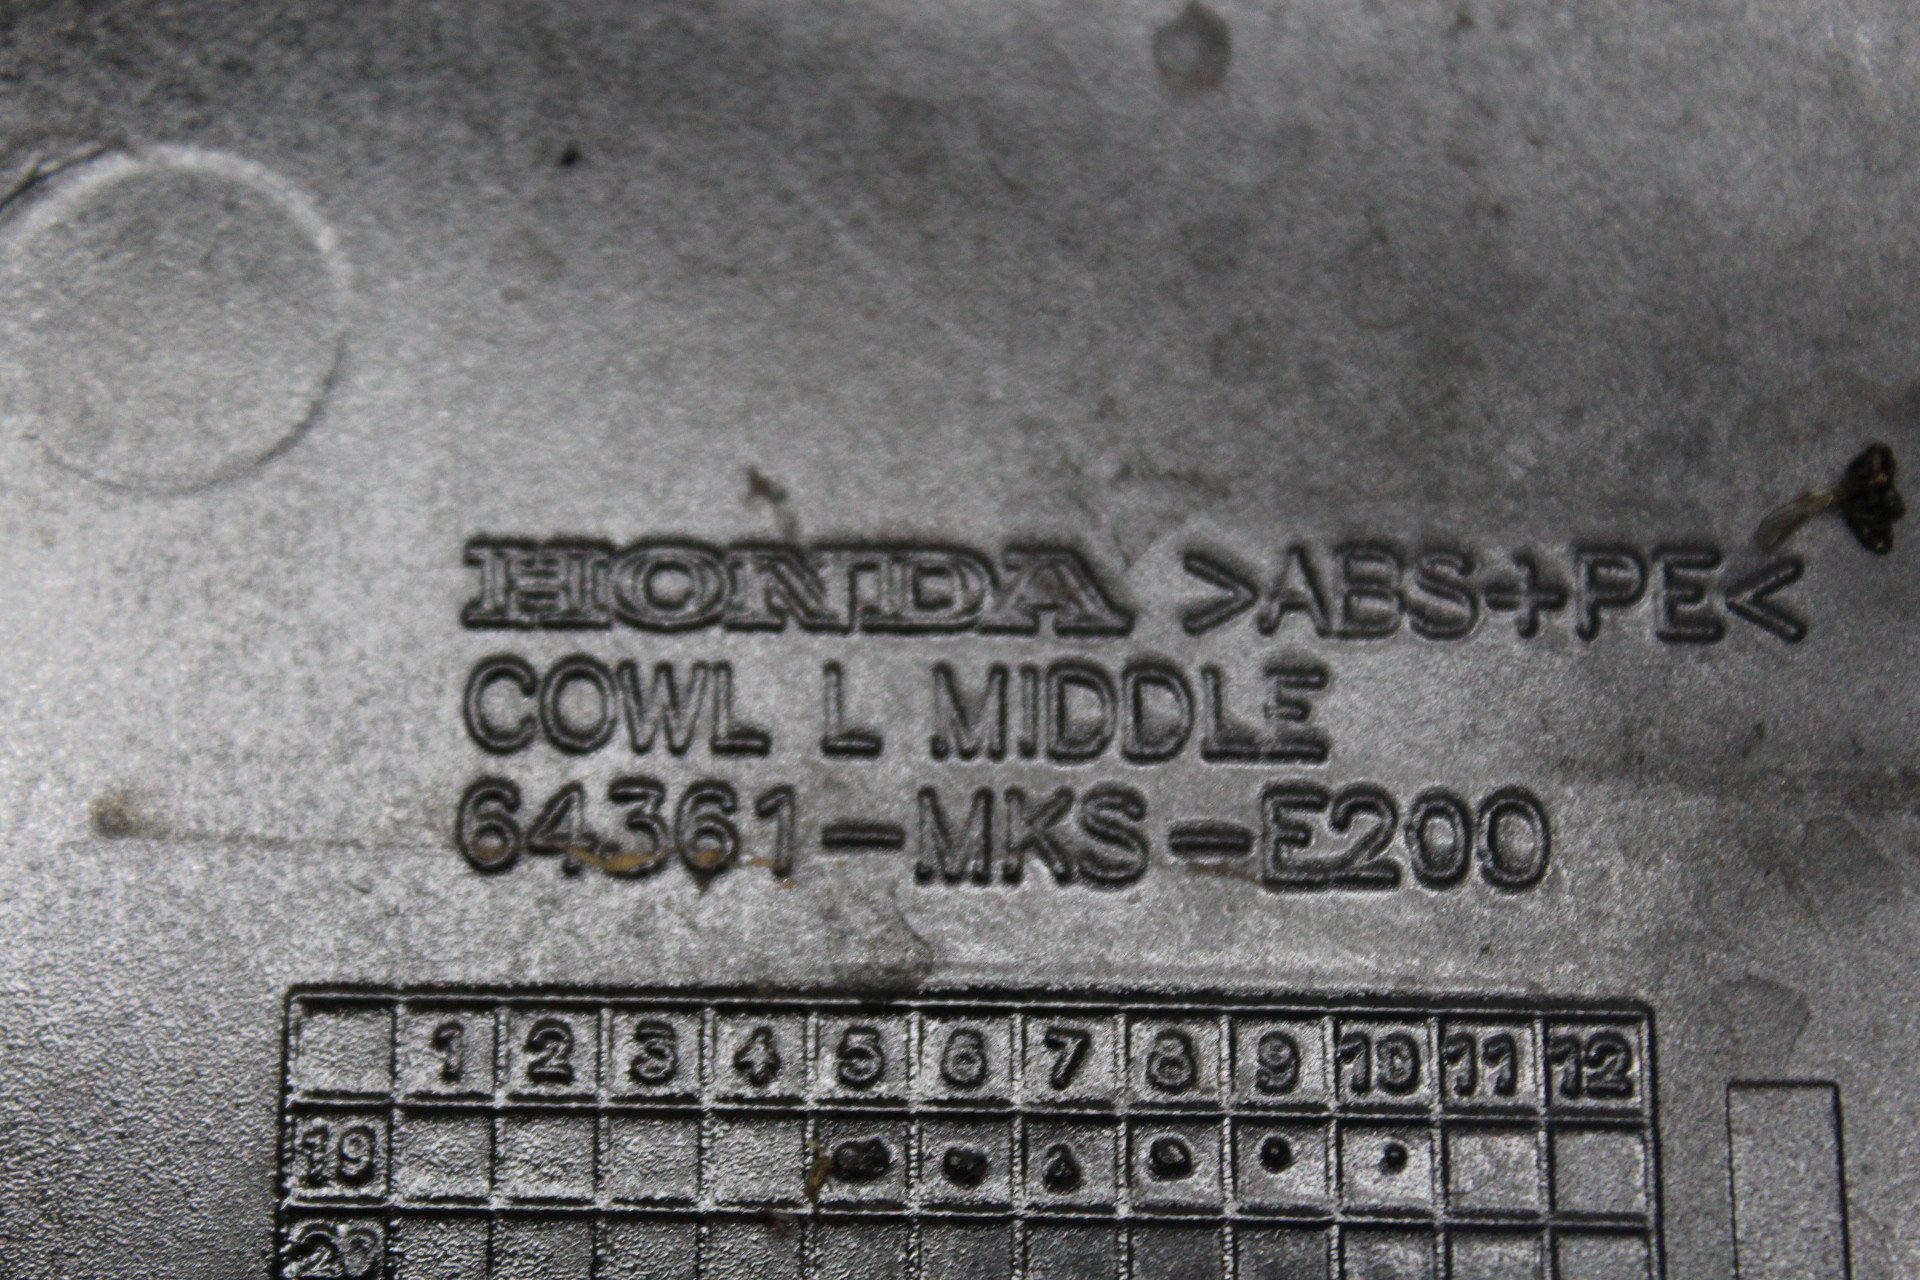 HONDA >ABS+PE<
COWL L MIDDLE
64361-MKS-E200
1 2 3 4 5 6 7 8 9 10 11 12
19
20